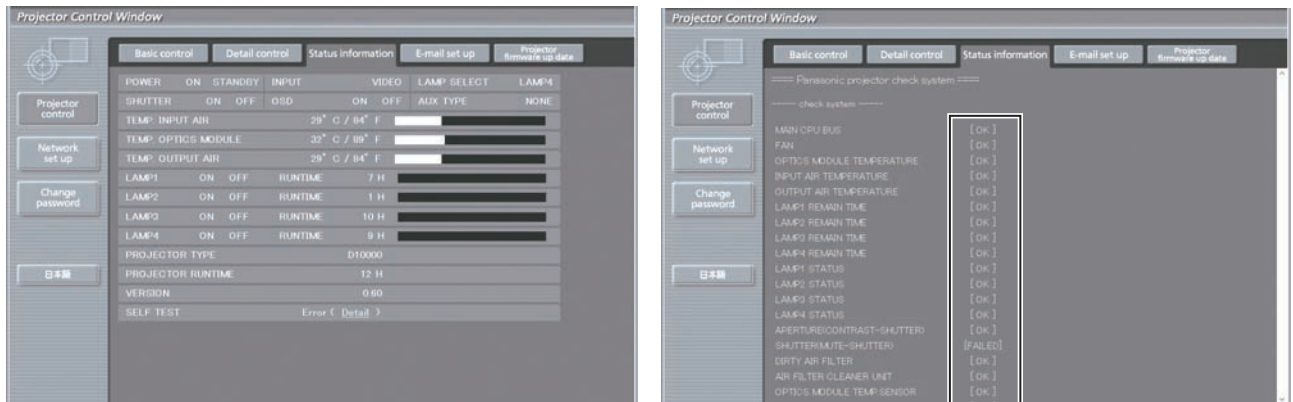 Projector Control Window
Basic control Detail control Status information E-mail set up Projector firmware up date
Projector control
Network set up
Change password
日本語
POWER ON STANDBY INPUT VIDEO LAMP SELECT LAMP4
SHUTTER ON OFF OSD ON OFF AUX TYPE NONE
TEMP. INPUT AIR 29° C / 84° F
TEMP. OPTICS MODULE 32° C / 89° F
TEMP. OUTPUT AIR 29° C / 84° F
LAMP1 ON OFF RUNTIME 7 H
LAMP2 ON OFF RUNTIME 1 H
LAMP3 ON OFF RUNTIME 10 H
LAMP4 ON OFF RUNTIME 9 H
PROJECTOR TYPE D10000
PROJECTOR RUNTIME 12 H
VERSION 0.60
SELF TEST Error ( Detail )
Projector Control Window
Basic control Detail control Status information E-mail set up Projector firmware up date
Projector control
Network set up
Change password
日本語
==== Panasonic projector check system ====
------ check system ------
MAIN CPU BUS [ OK ]
FAN [ OK ]
OPTICS MODULE TEMPERATURE [ OK ]
INPUT AIR TEMPERATURE [ OK ]
OUTPUT AIR TEMPERATURE [ OK ]
LAMP1 REMAIN TIME [ OK ]
LAMP2 REMAIN TIME [ OK ]
LAMP3 REMAIN TIME [ OK ]
LAMP4 REMAIN TIME [ OK ]
LAMP1 STATUS [ OK ]
LAMP2 STATUS [ OK ]
LAMP3 STATUS [ OK ]
LAMP4 STATUS [ OK ]
APERTURE(CONTRAST-SHUTTER) [ OK ]
SHUTTER(MUTE-SHUTTER) [FAILED]
DIRTY AIR FILTER [ OK ]
AIR FILTER CLEANER UNIT [ OK ]
OPTICS MODULE TEMP.SENSOR [ OK ]